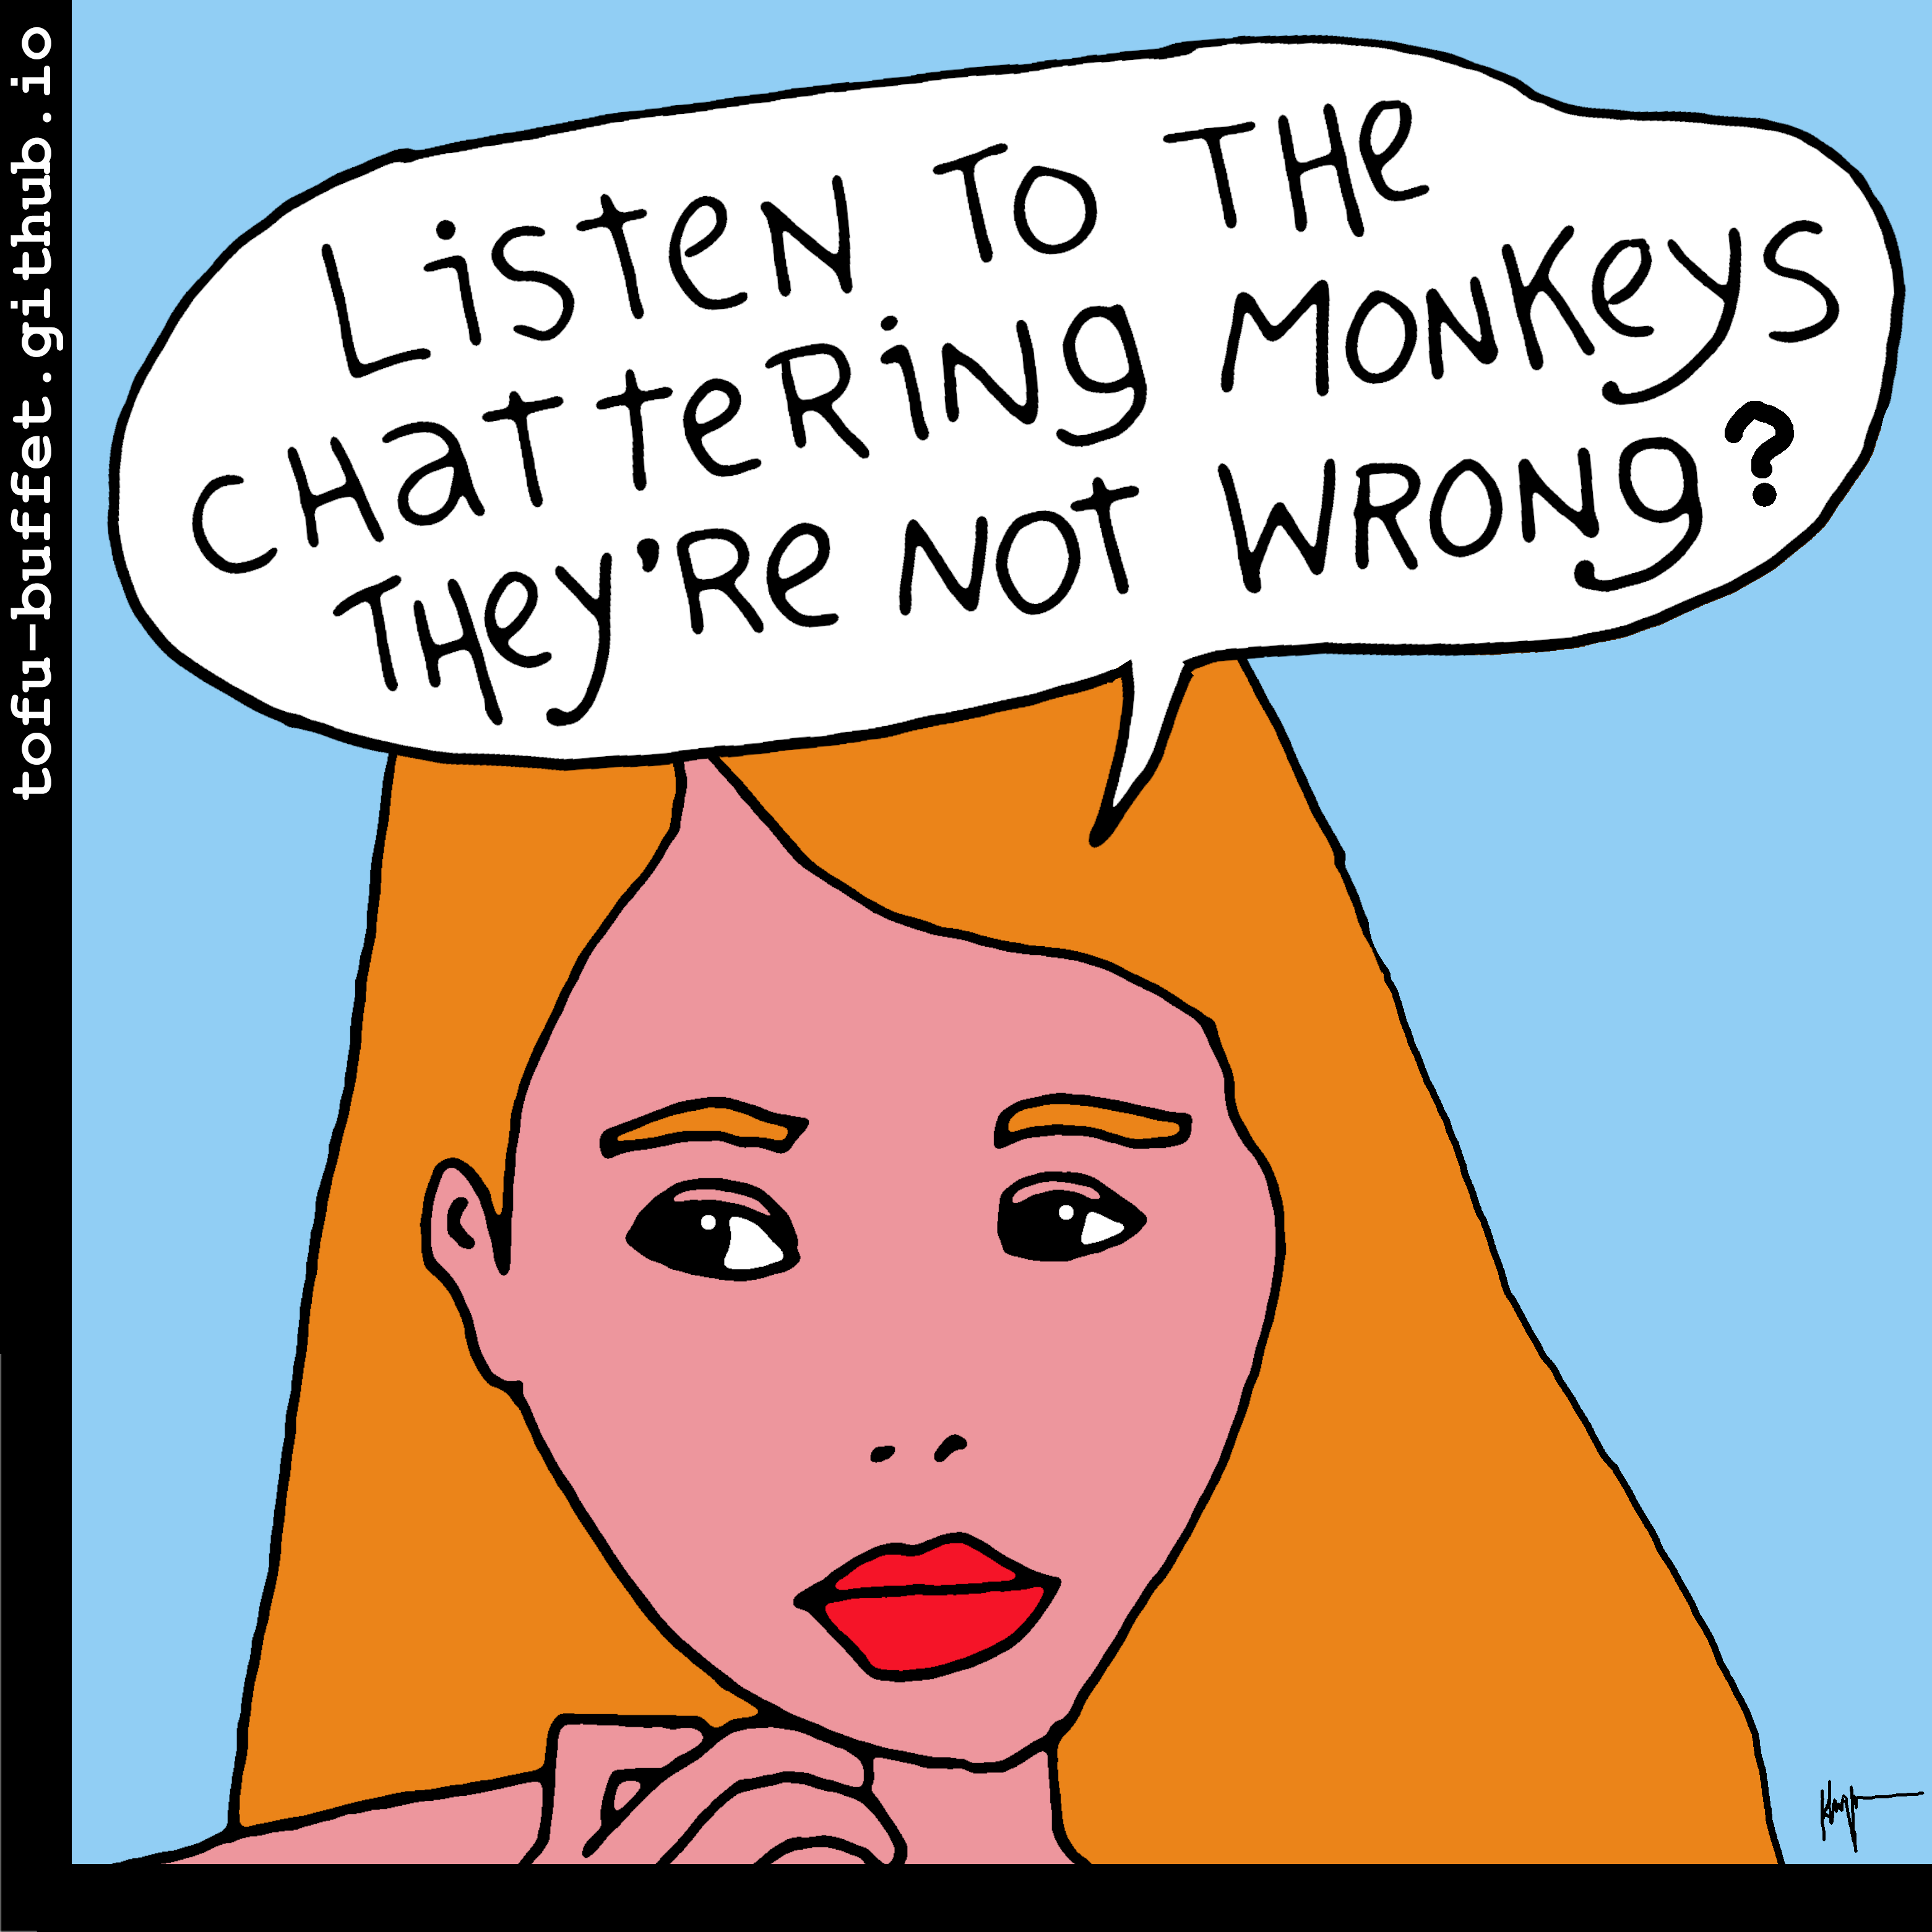 LiSTeN TO THe
CHaTTeRiNg MONKeyS
THey'Re NOT WRONg?
tofu-buffet.github.io